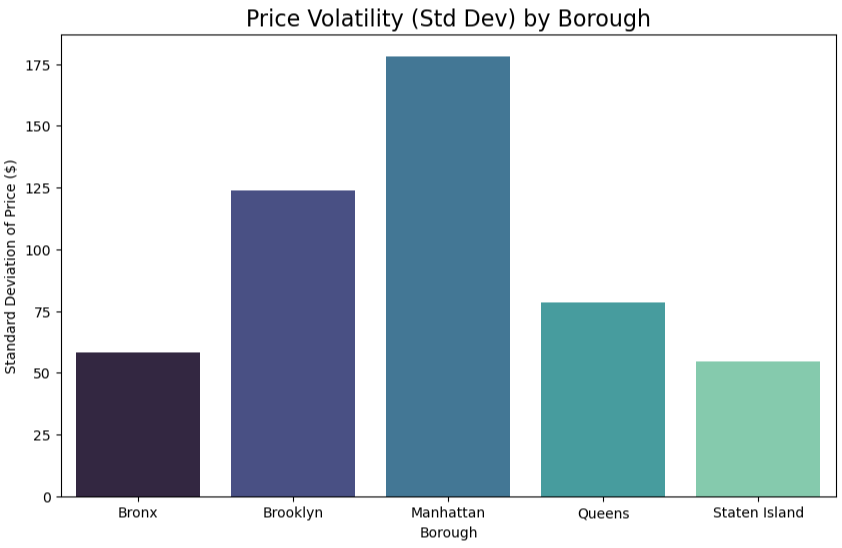 Price Volatility (Std Dev) by Borough
Standard Deviation of Price ($)
175
150
125
100
75
50
25
0
Bronx Brooklyn Manhattan Queens Staten Island
Borough